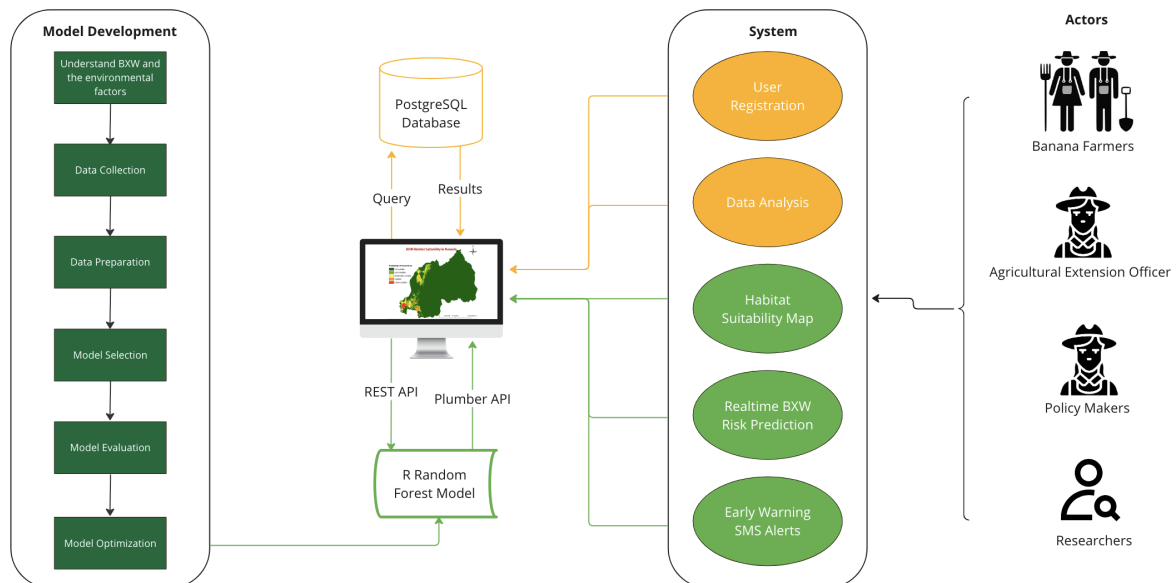 Model Development
Understand BXW and
the environmental
factors
Data Collection
Data Preparation
Model Selection
Model Evaluation
Model Optimization
PostgreSQL
Database
Query
Results
REST API
Plumber API
R Random
Forest Model
System
User
Registration
Data Analysis
Habitat
Suitability Map
Realtime BXW
Risk Prediction
Early Warning
SMS Alerts
Actors
Banana Farmers
Agricultural Extension Officer
Policy Makers
Researchers